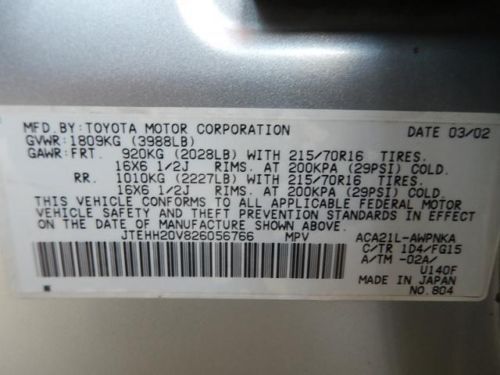 MFD.BY:TOYOTA MOTOR CORPORATION DATE 03/02
GVWR:1809KG (3988LB)
GAWR:FRT. 920KG (2028LB) WITH 215/70R16 TIRES.
16X6 1/2J RIMS. AT 200KPA (29PSI) COLD.
RR. 1010KG (2227LB) WITH 215/70R16 TIRES.
16X6 1/2J RIMS. AT 200KPA (29PSI) COLD.
THIS VEHICLE CONFORMS TO ALL APPLICABLE FEDERAL MOTOR
VEHICLE SAFETY AND THEFT PREVENTION STANDARDS IN EFFECT
ON THE DATE OF MANUFACTURE SHOWN ABOVE.
JTEHH20V826056766 MPV ACA21L-AWPNKA
C/TR 1D4/FG15
A/TM -02A/
U140F
MADE IN JAPAN
NO.804